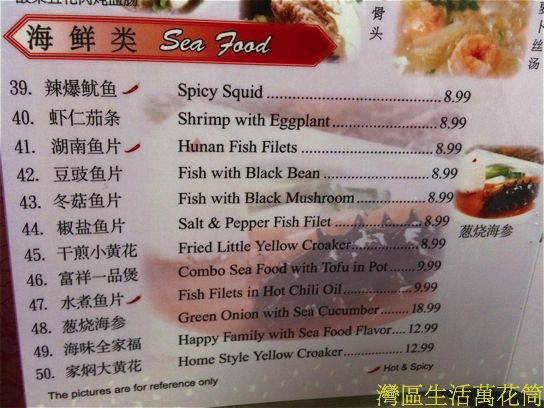 海鲜类 Sea Food
39. 辣爆鱿鱼 Spicy Squid 8.99
40. 虾仁茄条 Shrimp with Eggplant 8.99
41. 湖南鱼片 Hunan Fish Filets 8.99
42. 豆豉鱼片 Fish with Black Bean 8.99
43. 冬菇鱼片 Fish with Black Mushroom 8.99
44. 椒盐鱼片 Salt & Pepper Fish Filet 8.99
45. 干煎小黄花 Fried Little Yellow Croaker 8.99
46. 富祥一品煲 Combo Sea Food with Tofu in Pot 9.99
47. 水煮鱼片 Fish Filets in Hot Chili Oil 9.99
48. 葱烧海参 Green Onion with Sea Cucumber 18.99
49. 海味全家福 Happy Family with Sea Food Flavor 12.99
50. 家焖大黄花 Home Style Yellow Croaker 12.99
The pictures are for reference only
Hot & Spicy
骨头
萝卜丝汤
葱烧海参
灣區生活萬花筒